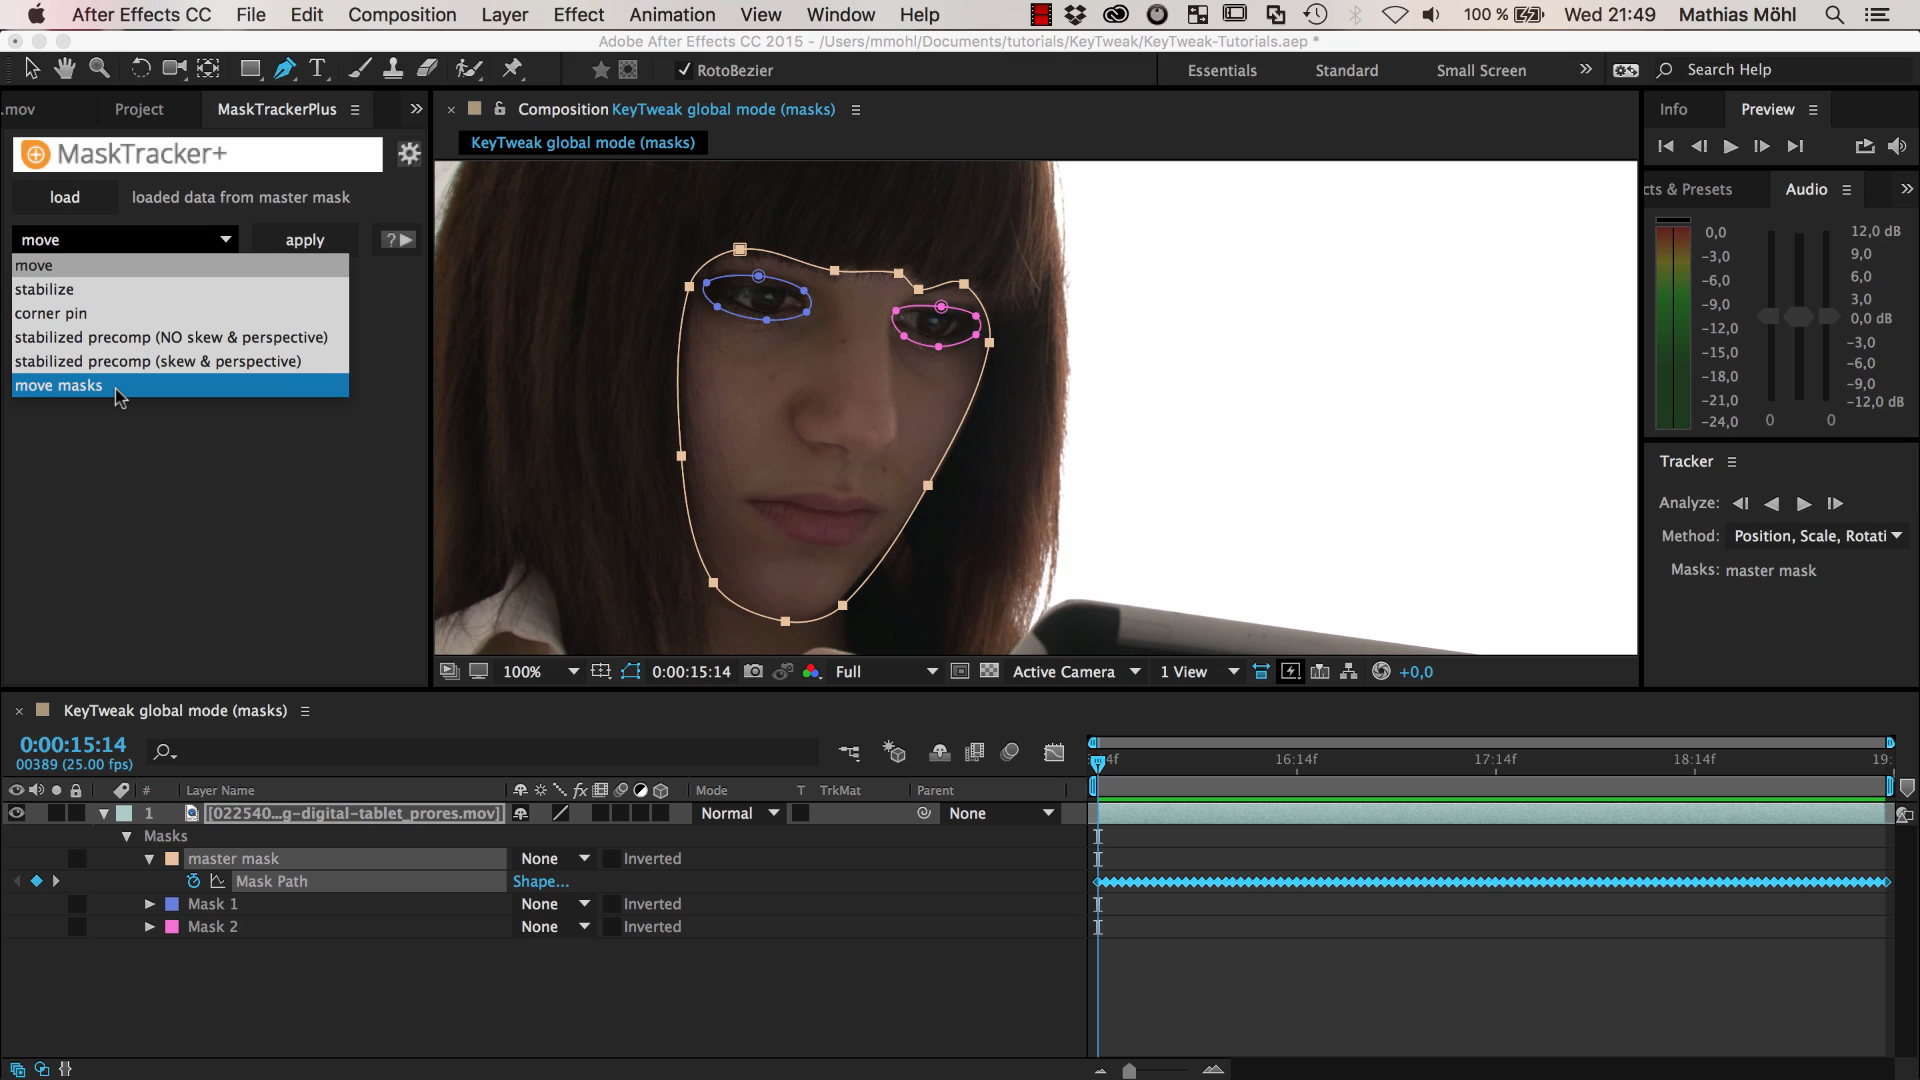 After Effects CC File Edit Composition Layer Effect Animation View Window Help 100 % Wed 21:49 Mathias Möhl
Adobe After Effects CC 2015 - /Users/mmohl/Documents/tutorials/KeyTweak/KeyTweak-Tutorials.aep *
RotoBezier Essentials Standard Small Screen Search Help
.mov Project MaskTrackerPlus
Composition KeyTweak global mode (masks)
Info Preview
KeyTweak global mode (masks)
MaskTracker+
load loaded data from master mask
move apply ?
move
stabilize
corner pin
stabilized precomp (NO skew & perspective)
stabilized precomp (skew & perspective)
move masks
cts & Presets Audio
0,0
-3,0
-6,0
-9,0
-12,0
-15,0
-18,0
-21,0
-24,0
12,0 dB
9,0
6,0
3,0
0,0 dB
-3,0
-6,0
-9,0
-12,0 dB
0 0
Tracker
Analyze:
Method: Position, Scale, Rotati
Masks: master mask
100% 0:00:15:14 Full Active Camera 1 View +0,0
KeyTweak global mode (masks)
0:00:15:14
00389 (25.00 fps)
4f 16:14f 17:14f 18:14f 19:
# Layer Name fx Mode T TrkMat Parent
1 [022540...g-digital-tablet_prores.mov] Normal None
Masks
master mask None Inverted
Mask Path Shape...
Mask 1 None Inverted
Mask 2 None Inverted